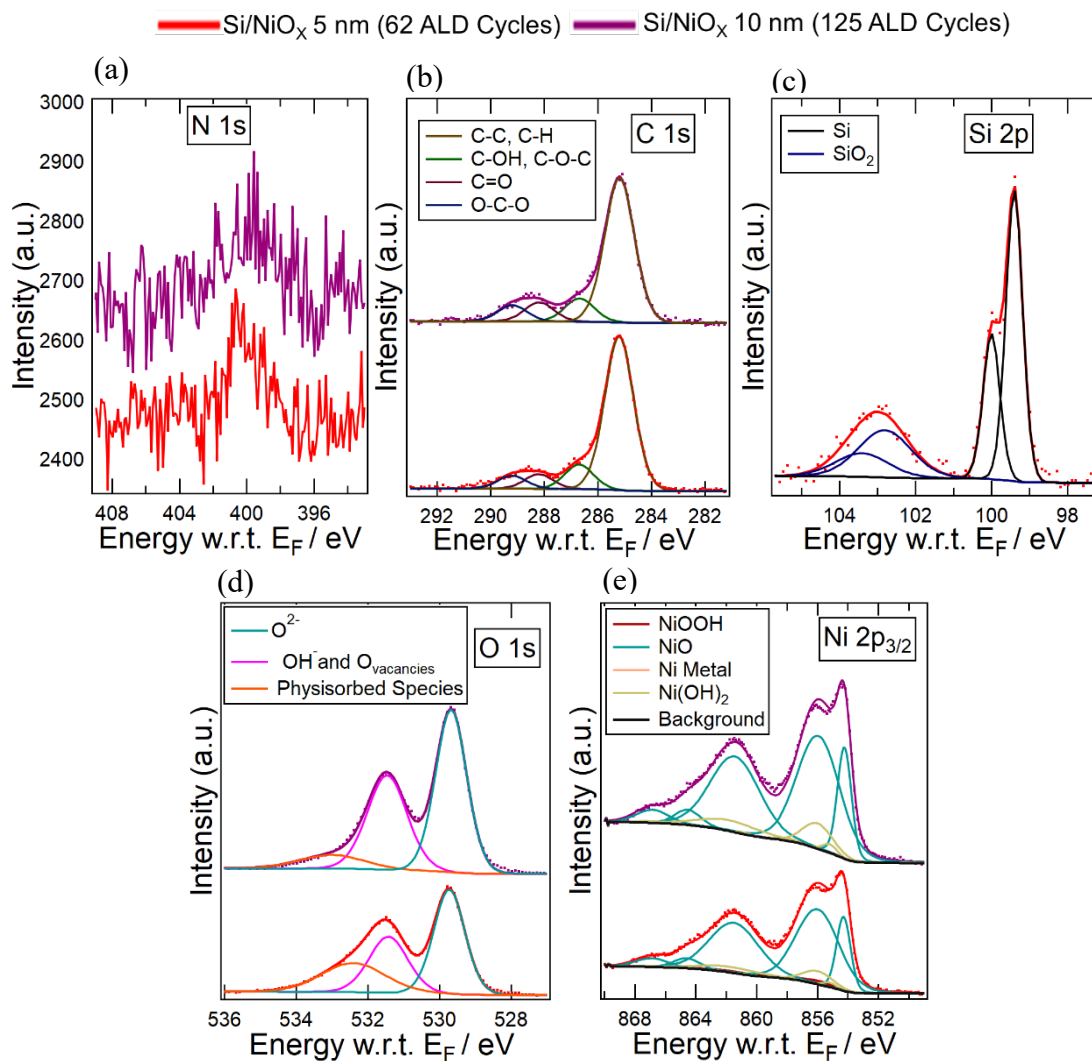 Si/NiOX 5 nm (62 ALD Cycles) Si/NiOX 10 nm (125 ALD Cycles)
(a) (b) (c)
N 1s
3000
2900
2800
2700
2600
2500
2400
Intensity (a.u.)
408 404 400 396
Energy w.r.t. EF / eV
C 1s
C-C, C-H
C-OH, C-O-C
C=O
O-C-O
Intensity (a.u.)
292 290 288 286 284 282
Energy w.r.t. EF / eV
Si 2p
Si
SiO2
Intensity (a.u.)
104 102 100 98
Energy w.r.t. EF / eV
(d) (e)
O 1s
O2-
OH- and Ovacancies
Physisorbed Species
Intensity (a.u.)
536 534 532 530 528
Energy w.r.t. EF / eV
Ni 2p3/2
NiOOH
NiO
Ni Metal
Ni(OH)2
Background
Intensity (a.u.)
868 864 860 856 852
Energy w.r.t. EF / eV